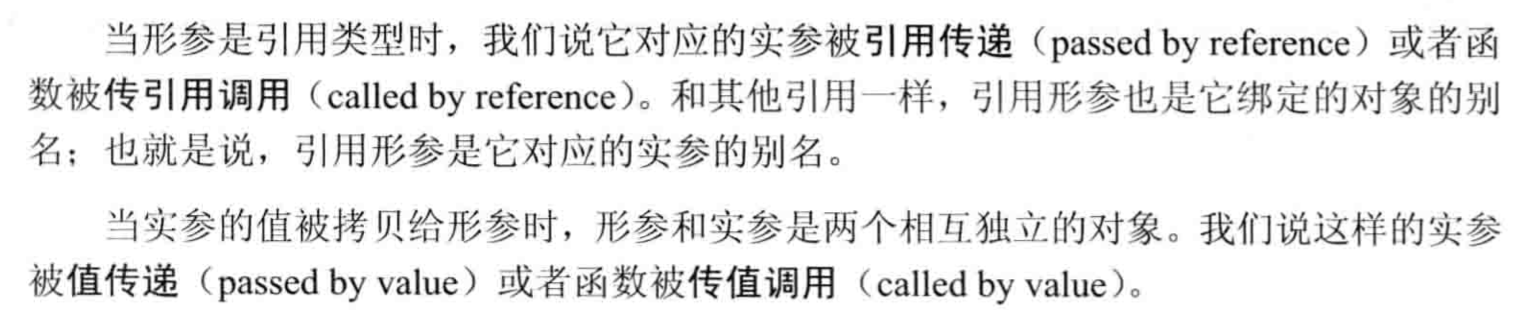 当形参是引用类型时，我们说它对应的实参被引用传递（passed by reference）或者函
数被传引用调用（called by reference）。和其他引用一样，引用形参也是它绑定的对象的别
名；也就是说，引用形参是它对应的实参的别名。
当实参的值被拷贝给形参时，形参和实参是两个相互独立的对象。我们说这样的实参
被值传递（passed by value）或者函数被传值调用（called by value）。